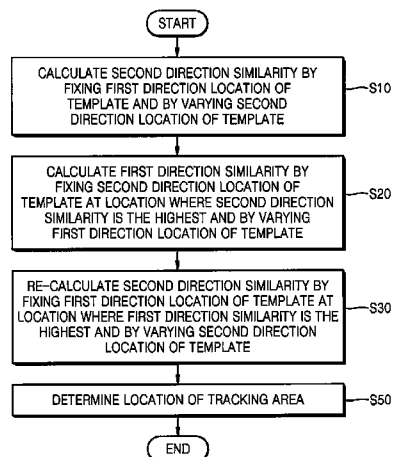 START
CALCULATE SECOND DIRECTION SIMILARITY BY
FIXING FIRST DIRECTION LOCATION OF
TEMPLATE AND BY VARYING SECOND
DIRECTION LOCATION OF TEMPLATE
S10
CALCULATE FIRST DIRECTION SIMILARITY BY
FIXING SECOND DIRECTION LOCATION OF
TEMPLATE AT LOCATION WHERE SECOND DIRECTION
SIMILARITY IS THE HIGHEST AND BY VARYING
FIRST DIRECTION LOCATION OF TEMPLATE
S20
RE-CALCULATE SECOND DIRECTION SIMILARITY BY
FIXING FIRST DIRECTION LOCATION OF TEMPLATE AT
LOCATION WHERE FIRST DIRECTION SIMILARITY IS THE
HIGHEST AND BY VARYING SECOND DIRECTION
LOCATION OF TEMPLATE
S30
DETERMINE LOCATION OF TRACKING AREA
S50
END